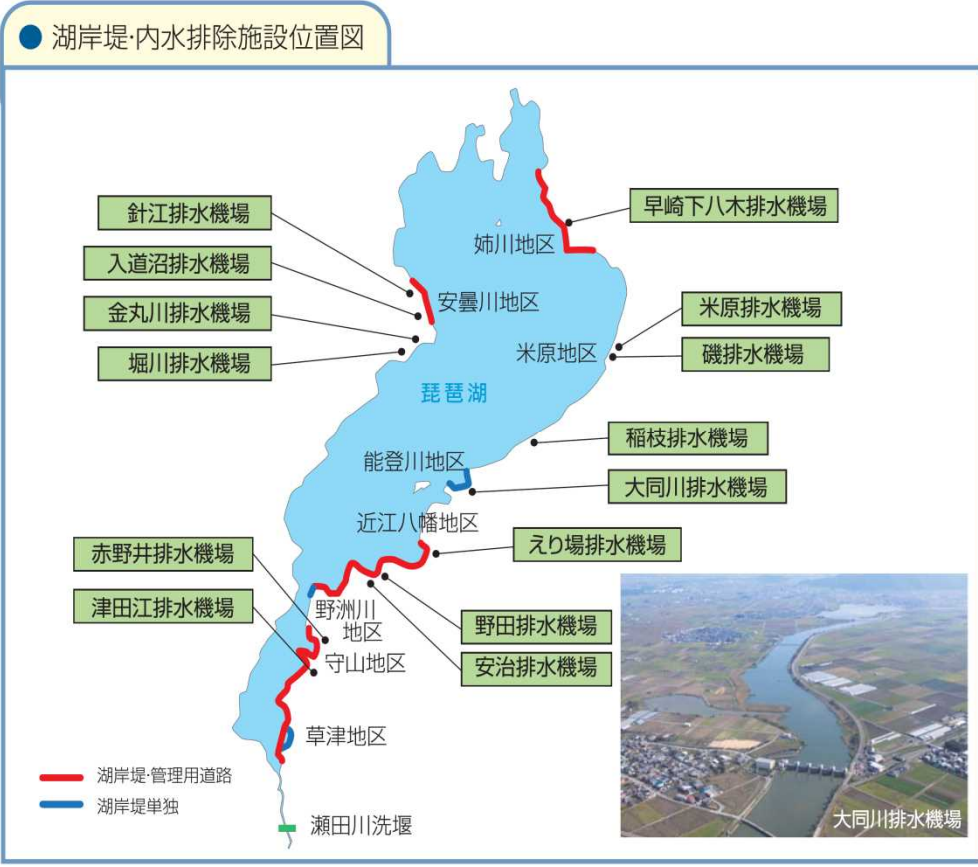 湖岸堤・内水排除施設位置図
針江排水機場
入道沼排水機場
金丸川排水機場
堀川排水機場
早崎下八木排水機場
姉川地区
安曇川地区
米原排水機場
磯排水機場
米原地区
琵琶湖
稲枝排水機場
能登川地区
大同川排水機場
近江八幡地区
えり場排水機場
赤野井排水機場
津田江排水機場
野洲川
地区
野田排水機場
安治排水機場
守山地区
草津地区
湖岸堤・管理用道路
湖岸堤単独
瀬田川洗堰
大同川排水機場